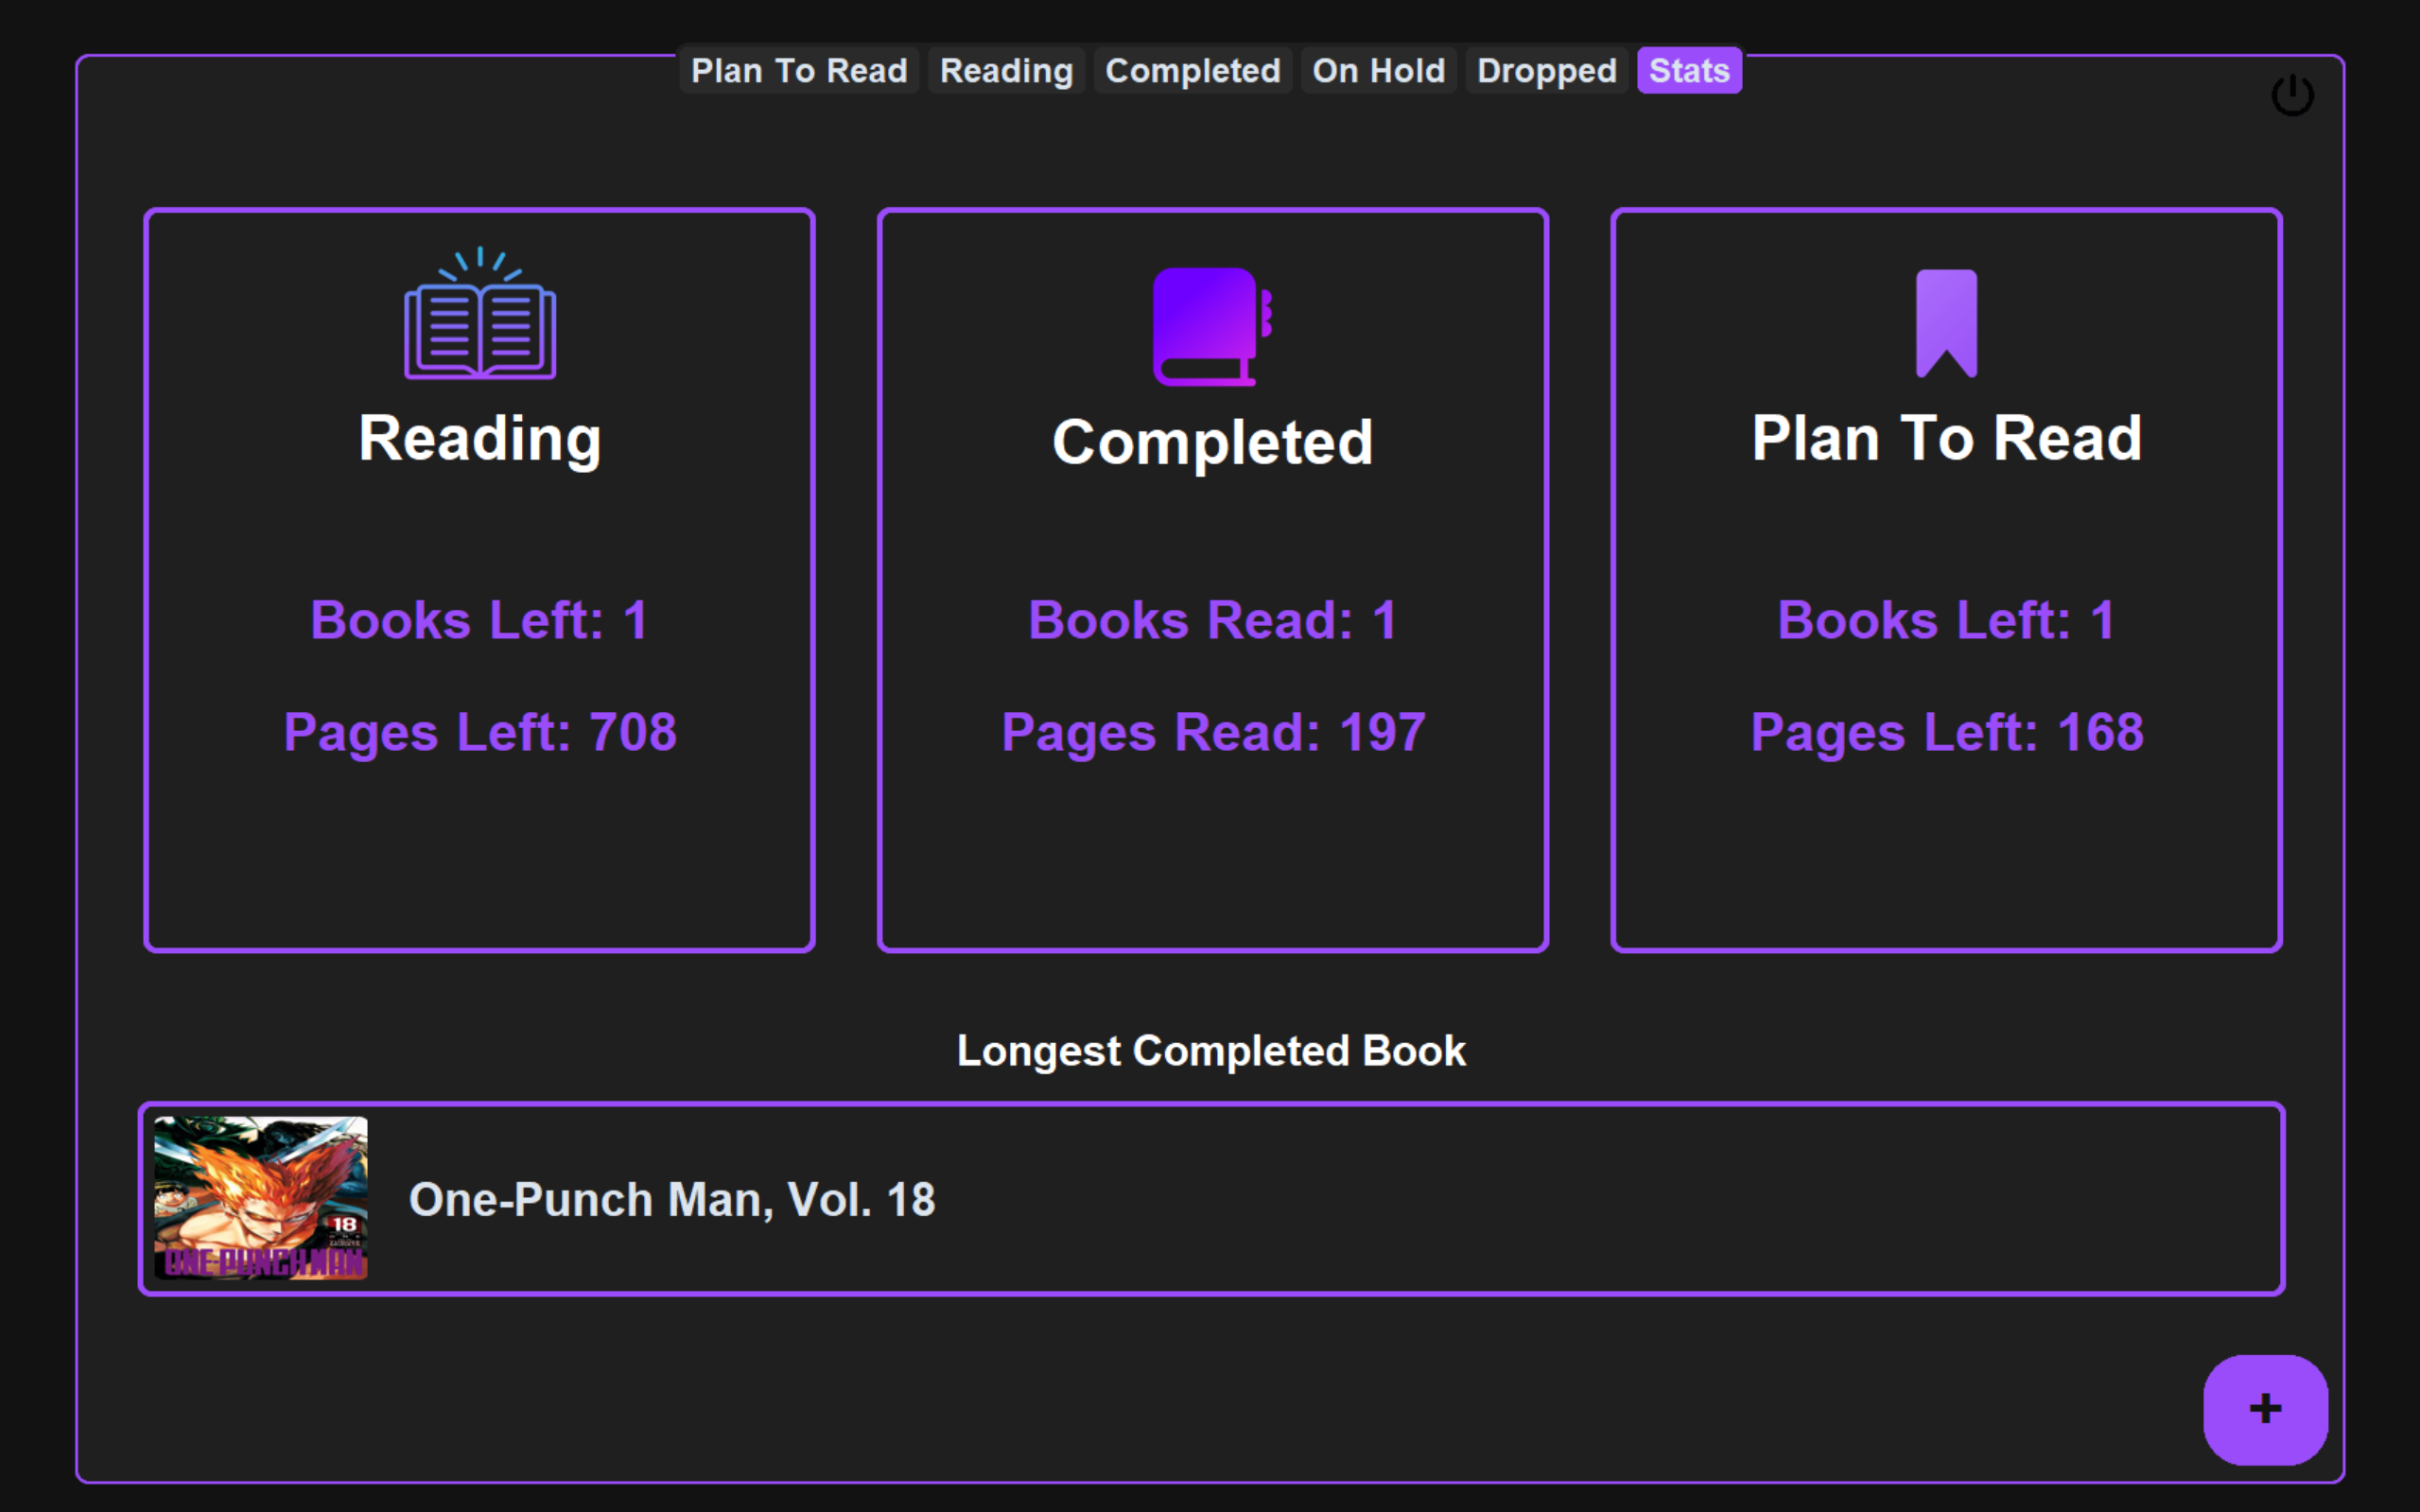 Plan To Read Reading Completed On Hold Dropped Stats
Reading
Books Left: 1
Pages Left: 708
Completed
Books Read: 1
Pages Read: 197
Plan To Read
Books Left: 1
Pages Left: 168
Longest Completed Book
18
ONE-PUNCH MAN
One-Punch Man, Vol. 18
+